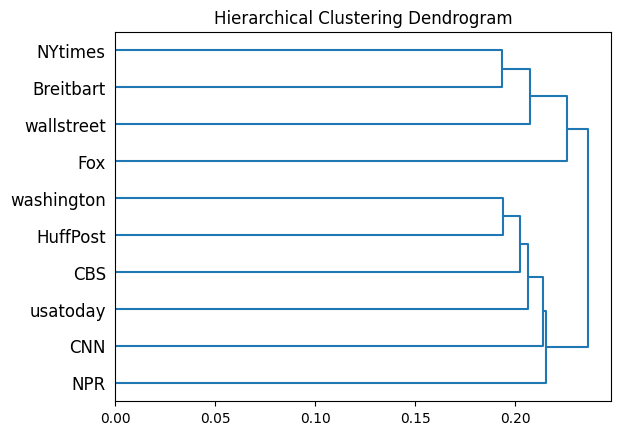 Hierarchical Clustering Dendrogram
NYtimes
Breitbart
wallstreet
Fox
washington
HuffPost
CBS
usatoday
CNN
NPR
0.00 0.05 0.10 0.15 0.20